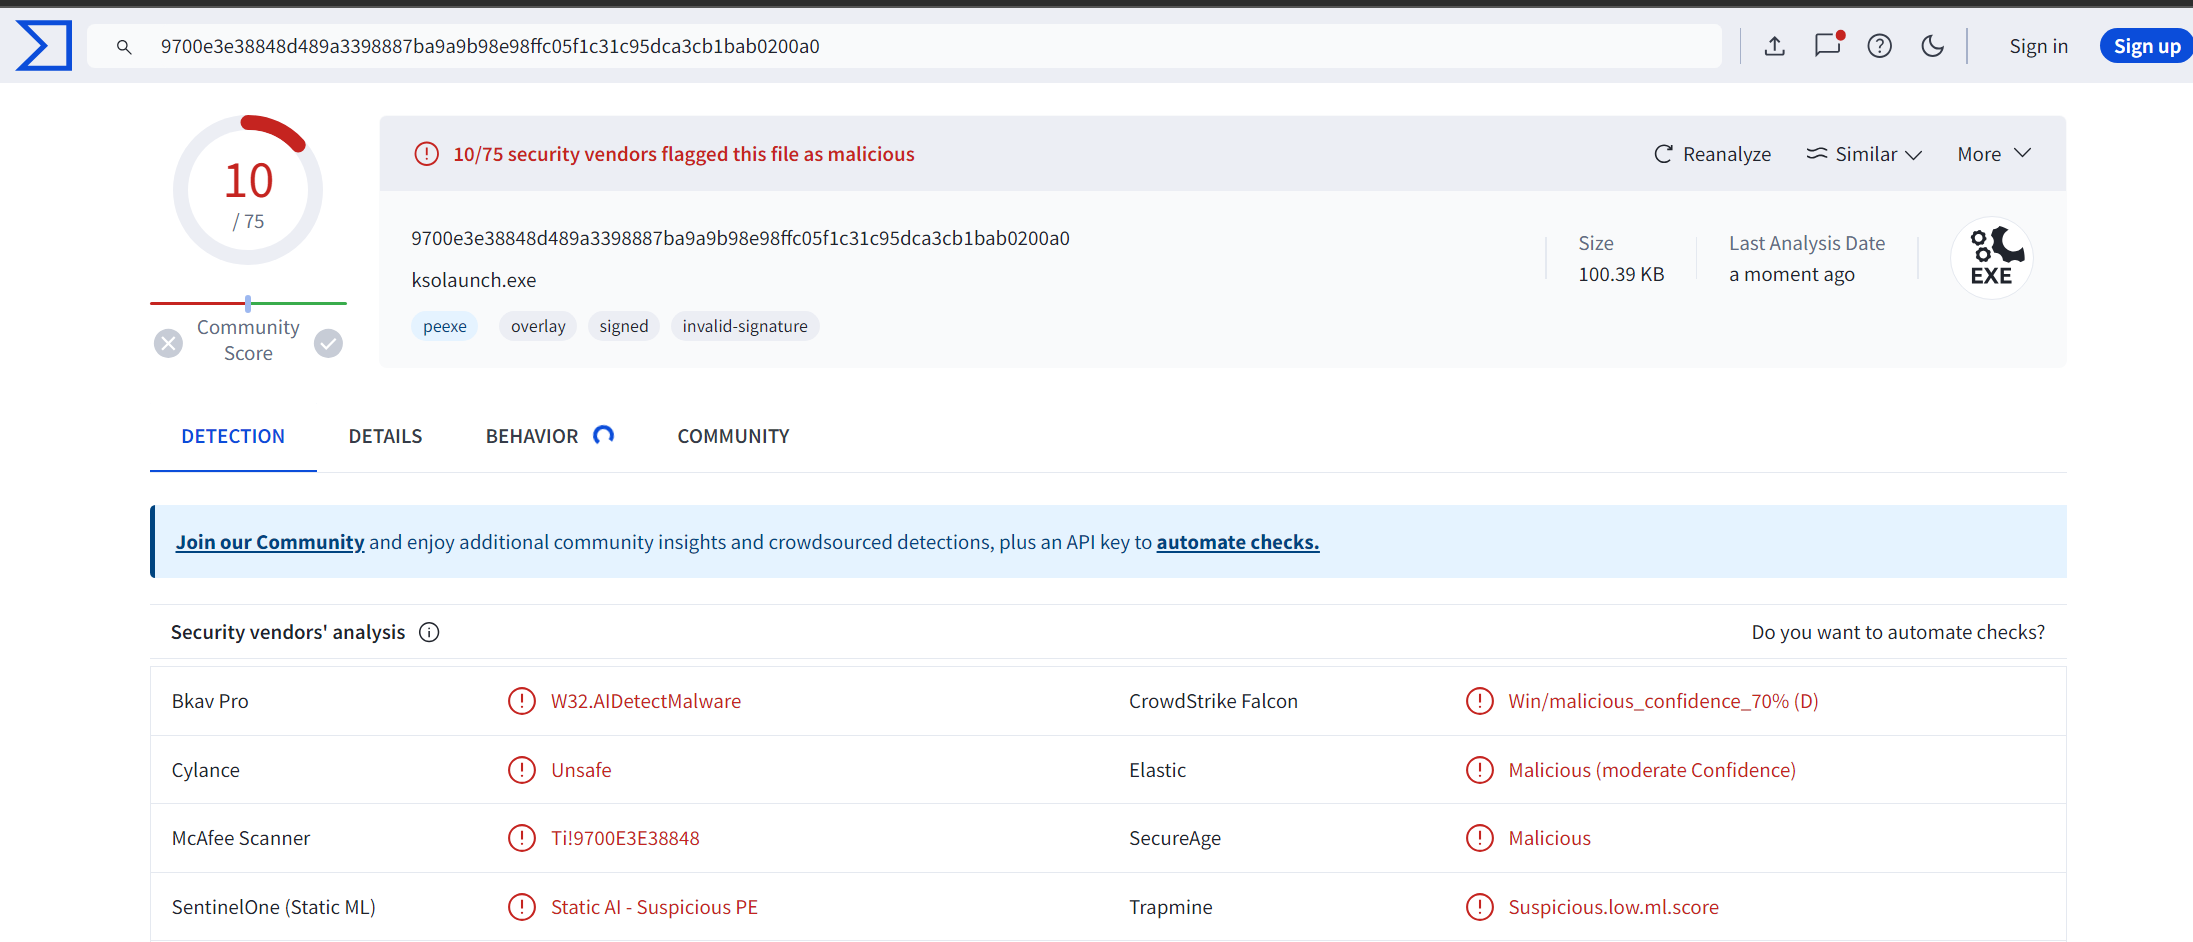 9700e3e38848d489a3398887ba9a9b98e98ffc05f1c31c95dca3cb1bab0200a0
Sign in
Sign up
10
/ 75
Community
Score
10/75 security vendors flagged this file as malicious
Reanalyze
Similar
More
9700e3e38848d489a3398887ba9a9b98e98ffc05f1c31c95dca3cb1bab0200a0
ksolaunch.exe
peexe
overlay
signed
invalid-signature
Size
100.39 KB
Last Analysis Date
a moment ago
EXE
DETECTION
DETAILS
BEHAVIOR
COMMUNITY
Join our Community and enjoy additional community insights and crowdsourced detections, plus an API key to automate checks.
Security vendors' analysis
Do you want to automate checks?
Bkav Pro
W32.AIDetectMalware
CrowdStrike Falcon
Win/malicious_confidence_70% (D)
Cylance
Unsafe
Elastic
Malicious (moderate Confidence)
McAfee Scanner
Ti!9700E3E38848
SecureAge
Malicious
SentinelOne (Static ML)
Static AI - Suspicious PE
Trapmine
Suspicious.low.ml.score